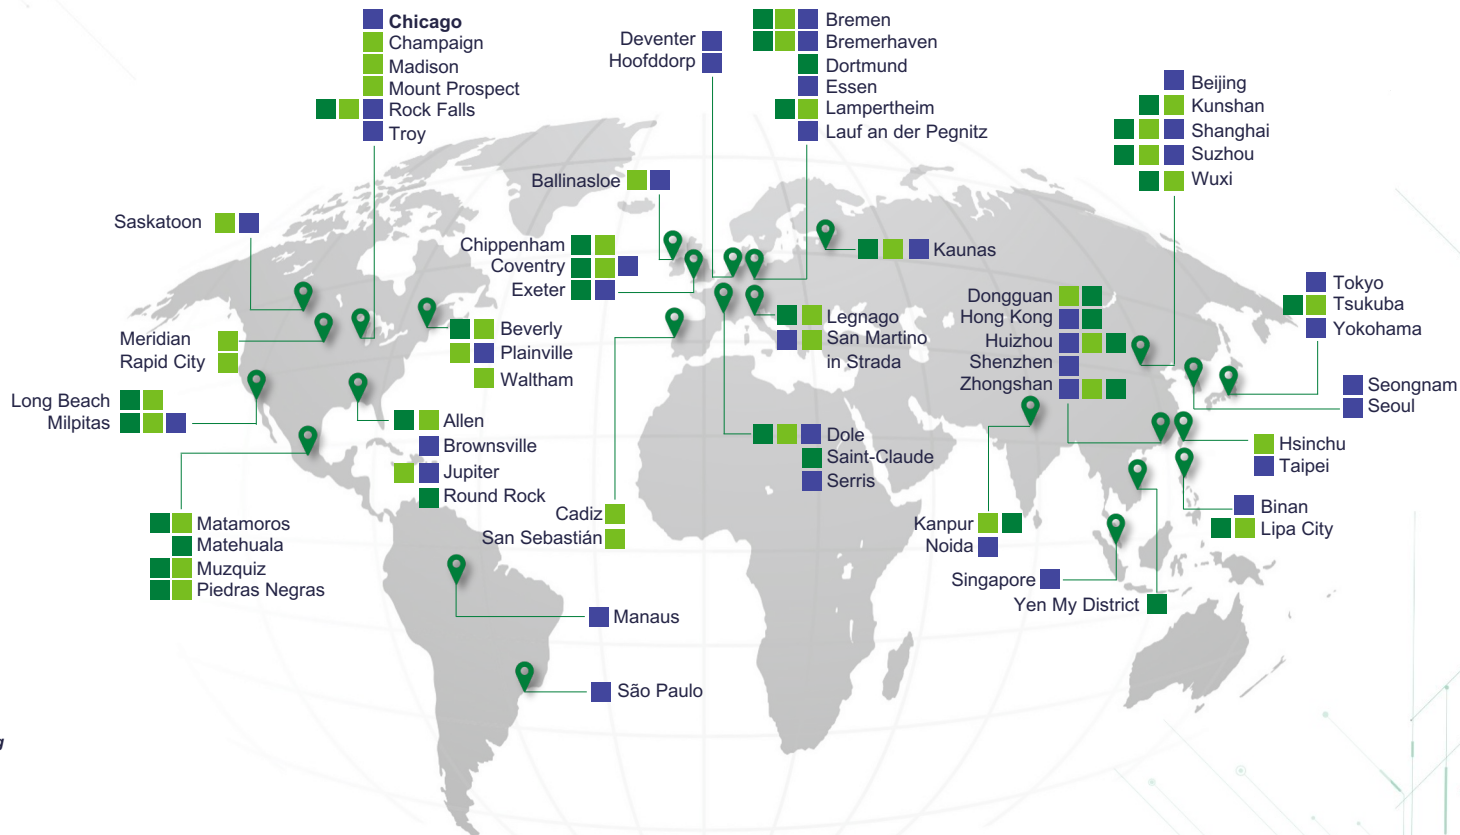 Chicago
Champaign
Madison
Mount Prospect
Rock Falls
Troy
Deventer
Hoofddorp
Bremen
Bremerhaven
Dortmund
Essen
Lampertheim
Lauf an der Pegnitz
Beijing
Kunshan
Shanghai
Suzhou
Wuxi
Ballinasloe
Saskatoon
Chippenham
Coventry
Exeter
Kaunas
Tokyo
Tsukuba
Yokohama
Meridian
Rapid City
Beverly
Plainville
Waltham
Legnago
San Martino
in Strada
Dongguan
Hong Kong
Huizhou
Shenzhen
Zhongshan
Seongnam
Seoul
Long Beach
Milpitas
Allen
Brownsville
Jupiter
Round Rock
Dole
Saint-Claude
Serris
Hsinchu
Taipei
Binan
Lipa City
Matamoros
Matehuala
Muzquiz
Piedras Negras
Cadiz
San Sebastián
Kanpur
Noida
Singapore
Yen My District
Manaus
São Paulo